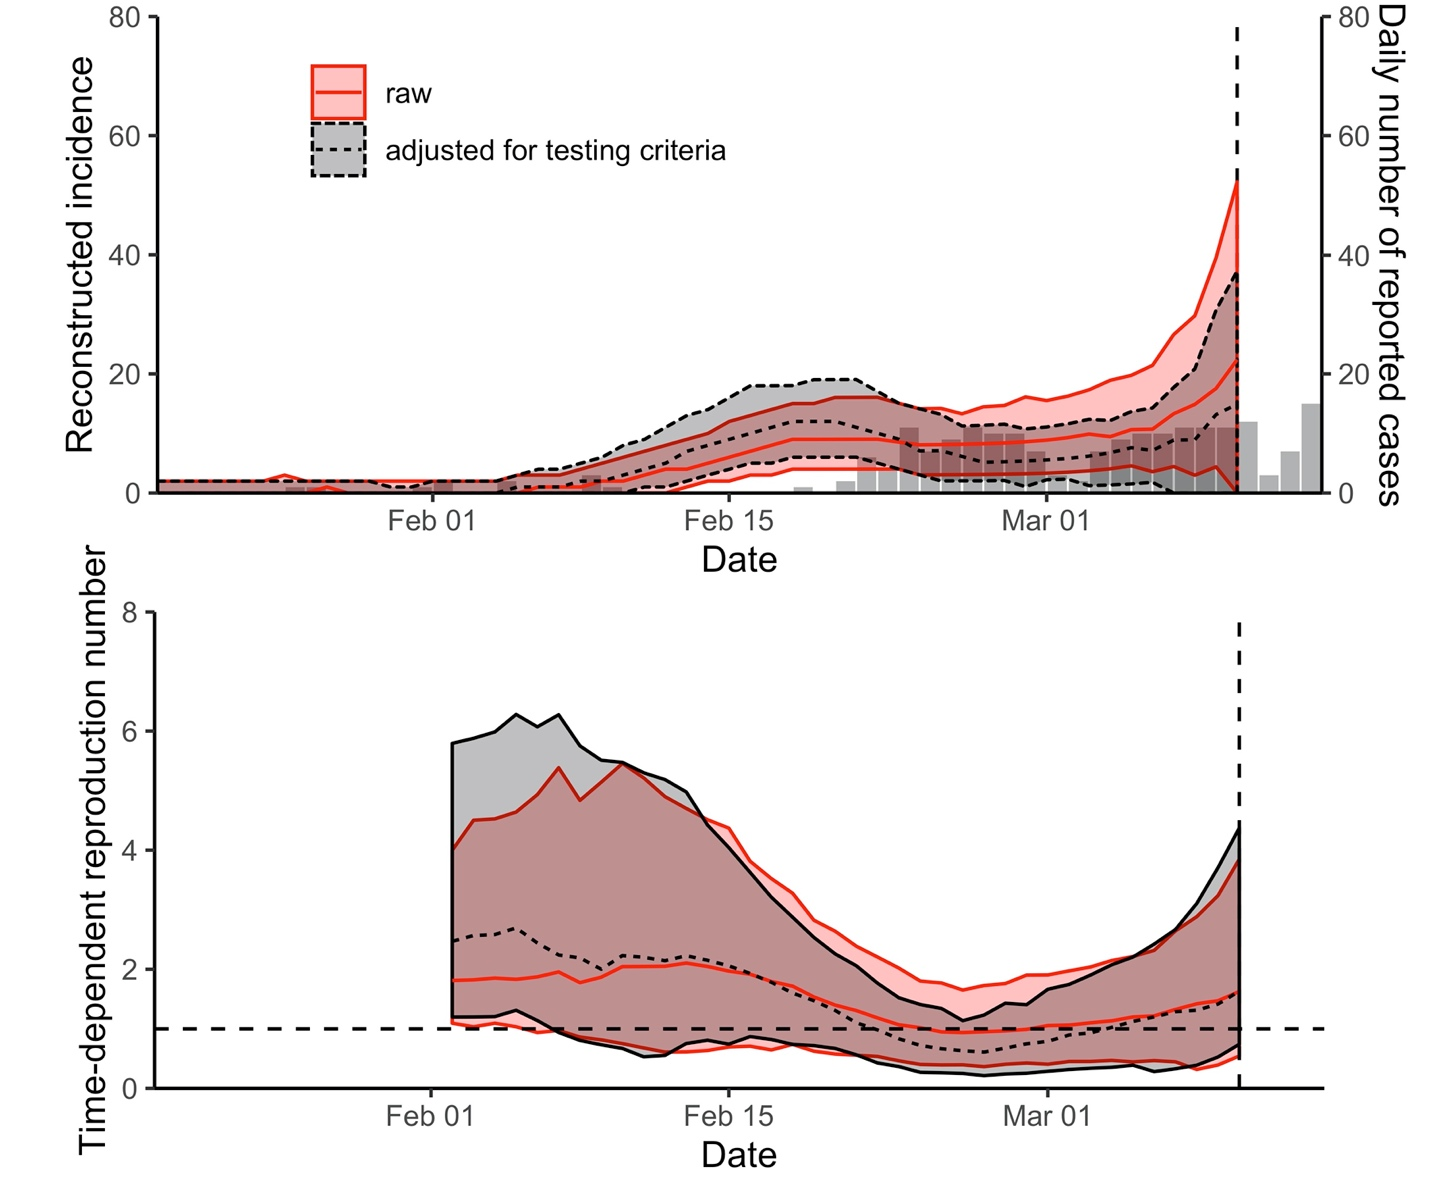 80
60
40
20
0
Reconstructed incidence
raw
adjusted for testing criteria
80
60
40
20
0
Daily number of reported cases
Feb 01
Feb 15
Mar 01
Date
8
6
4
2
0
Time-dependent reproduction number
Feb 01
Feb 15
Mar 01
Date